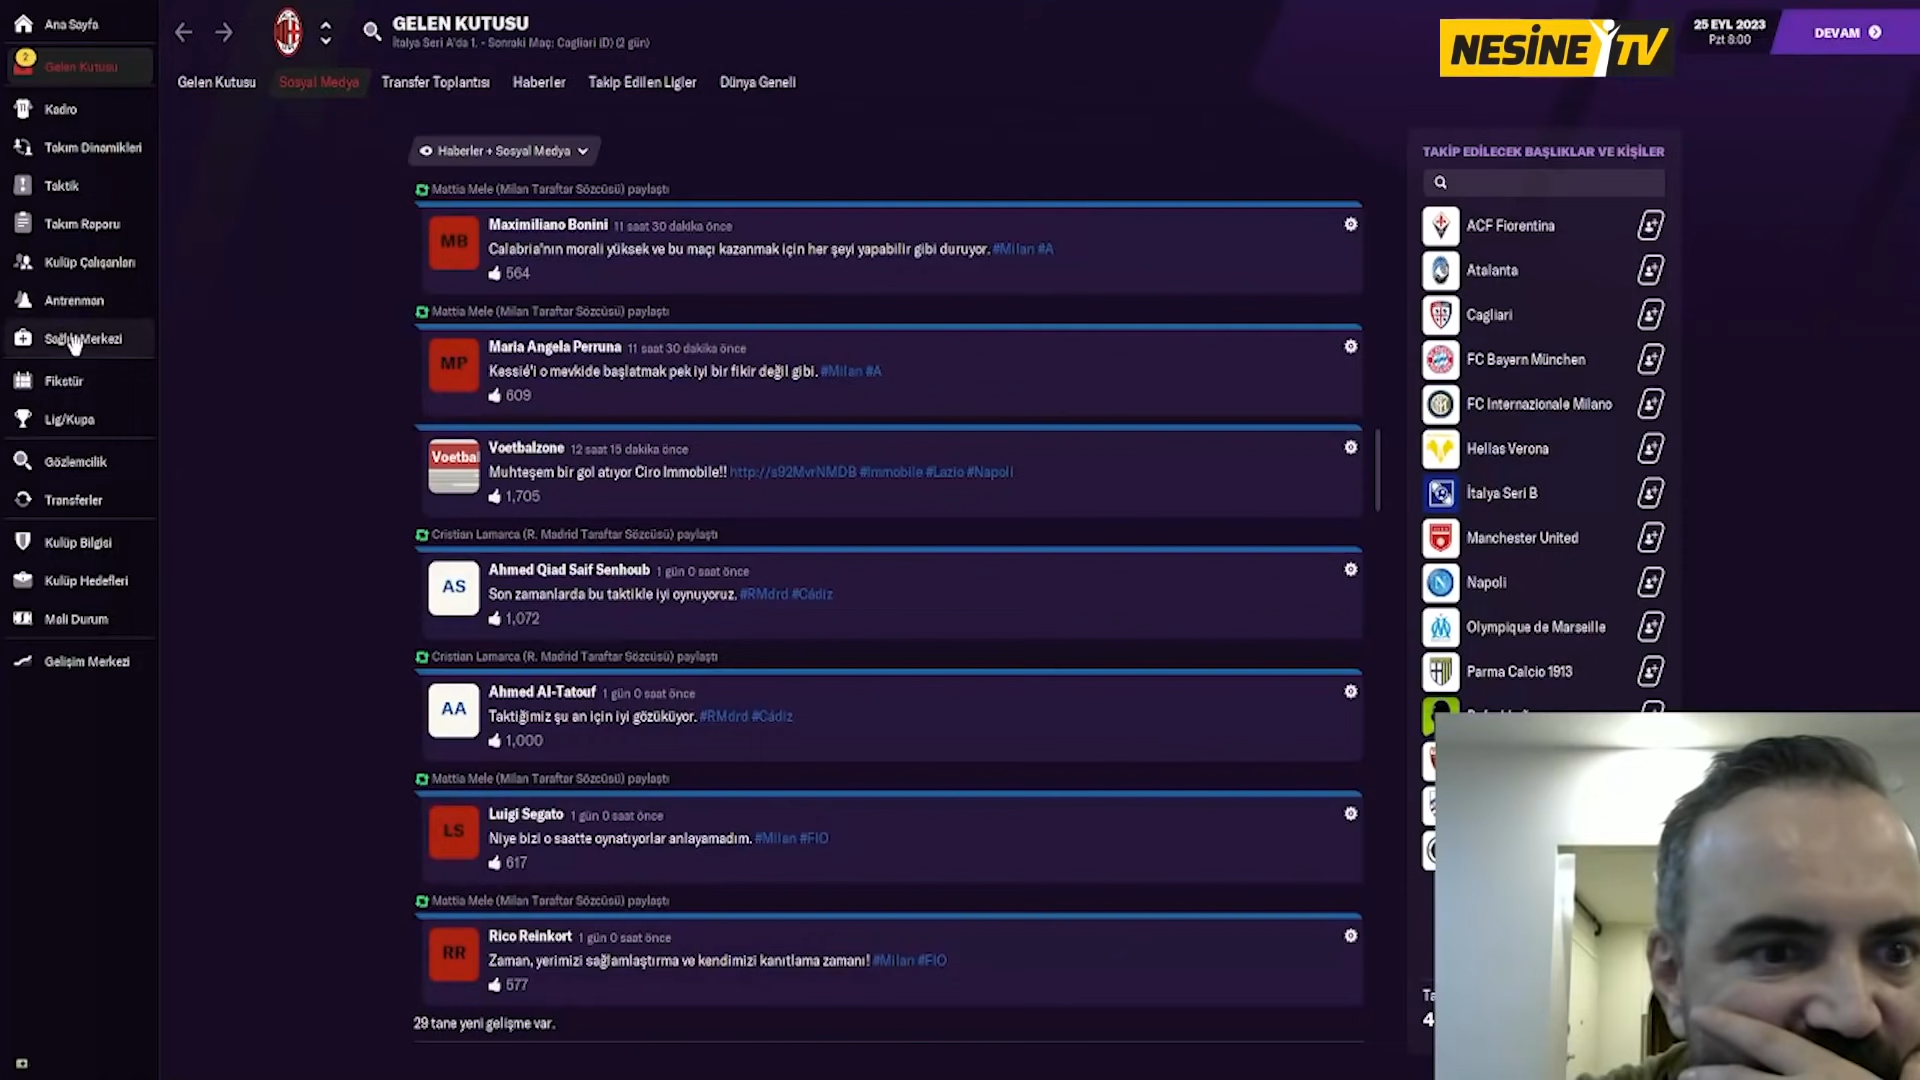 Ana Sayfa
2
Gelen Kutusu
Kadro
Takım Dinamikleri
Taktik
Takım Raporu
Kulüp Çalışanları
Antrenman
Sağlık Merkezi
Fikstür
Lig/Kupa
Gözlemcilik
Transferler
Kulüp Bilgisi
Kulüp Hedefleri
Mali Durum
Gelişim Merkezi
GELEN KUTUSU
İtalya Seri A'da 1. - Sonraki Maç: Cagliari (D) (2 gün)
NESİNE TV
25 EYL 2023
Pzt 8:00
DEVAM
Gelen Kutusu
Sosyal Medya
Transfer Toplantısı
Haberler
Takip Edilen Ligler
Dünya Geneli
Haberler + Sosyal Medya
Mattia Mele (Milan Taraftar Sözcüsü) paylaştı
MB
Maximiliano Bonini 11 saat 30 dakika önce
Calabria'nın morali yüksek ve bu maçı kazanmak için her şeyi yapabilir gibi duruyor. #Milan #A
564
Mattia Mele (Milan Taraftar Sözcüsü) paylaştı
MP
Maria Angela Perruna 11 saat 30 dakika önce
Kessié'i o mevkide başlatmak pek iyi bir fikir değil gibi. #Milan #A
609
Voetbal
Voetbalzone 12 saat 15 dakika önce
Muhteşem bir gol atıyor Ciro Immobile!! http://s92MvrNMDB #Immobile #Lazio #Napoli
1,705
Cristian Lamarca (R. Madrid Taraftar Sözcüsü) paylaştı
AS
Ahmed Qiad Saif Senhoub 1 gün 0 saat önce
Son zamanlarda bu taktikle iyi oynuyoruz. #RMdrd #Cádiz
1,072
Cristian Lamarca (R. Madrid Taraftar Sözcüsü) paylaştı
AA
Ahmed Al-Tatouf 1 gün 0 saat önce
Taktiğimiz şu an için iyi gözüküyor. #RMdrd #Cádiz
1,000
Mattia Mele (Milan Taraftar Sözcüsü) paylaştı
LS
Luigi Segato 1 gün 0 saat önce
Niye bizi o saatte oynatıyorlar anlayamadım. #Milan #FIO
617
Mattia Mele (Milan Taraftar Sözcüsü) paylaştı
RR
Rico Reinkort 1 gün 0 saat önce
Zaman, yerimizi sağlamlaştırma ve kendimizi kanıtlama zamanı! #Milan #FIO
577
29 tane yeni gelişme var.
TAKİP EDİLECEK BAŞLIKLAR VE KİŞİLER
ACF Fiorentina
Atalanta
Cagliari
FC Bayern München
FC Internazionale Milano
Hellas Verona
İtalya Seri B
Manchester United
Napoli
Olympique de Marseille
Parma Calcio 1913
Ta
4